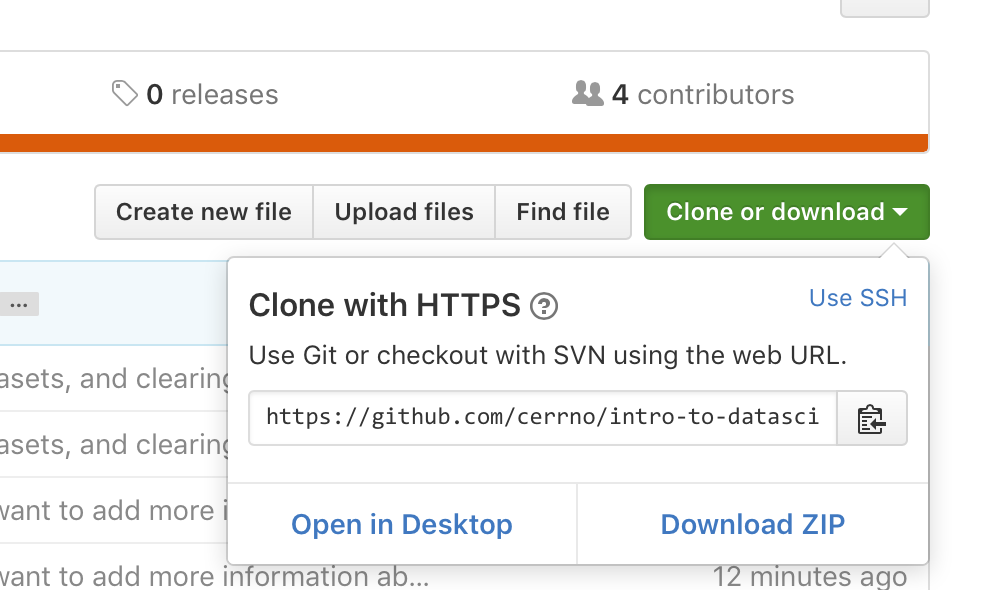 0 releases
4 contributors
Create new file
Upload files
Find file
Clone or download
...
Clone with HTTPS
Use SSH
Use Git or checkout with SVN using the web URL.
https://github.com/cerrno/intro-to-datasci
asets, and clearing
asets, and clearing
want to add more i
Open in Desktop
Download ZIP
want to add more information ab...
12 minutes ago